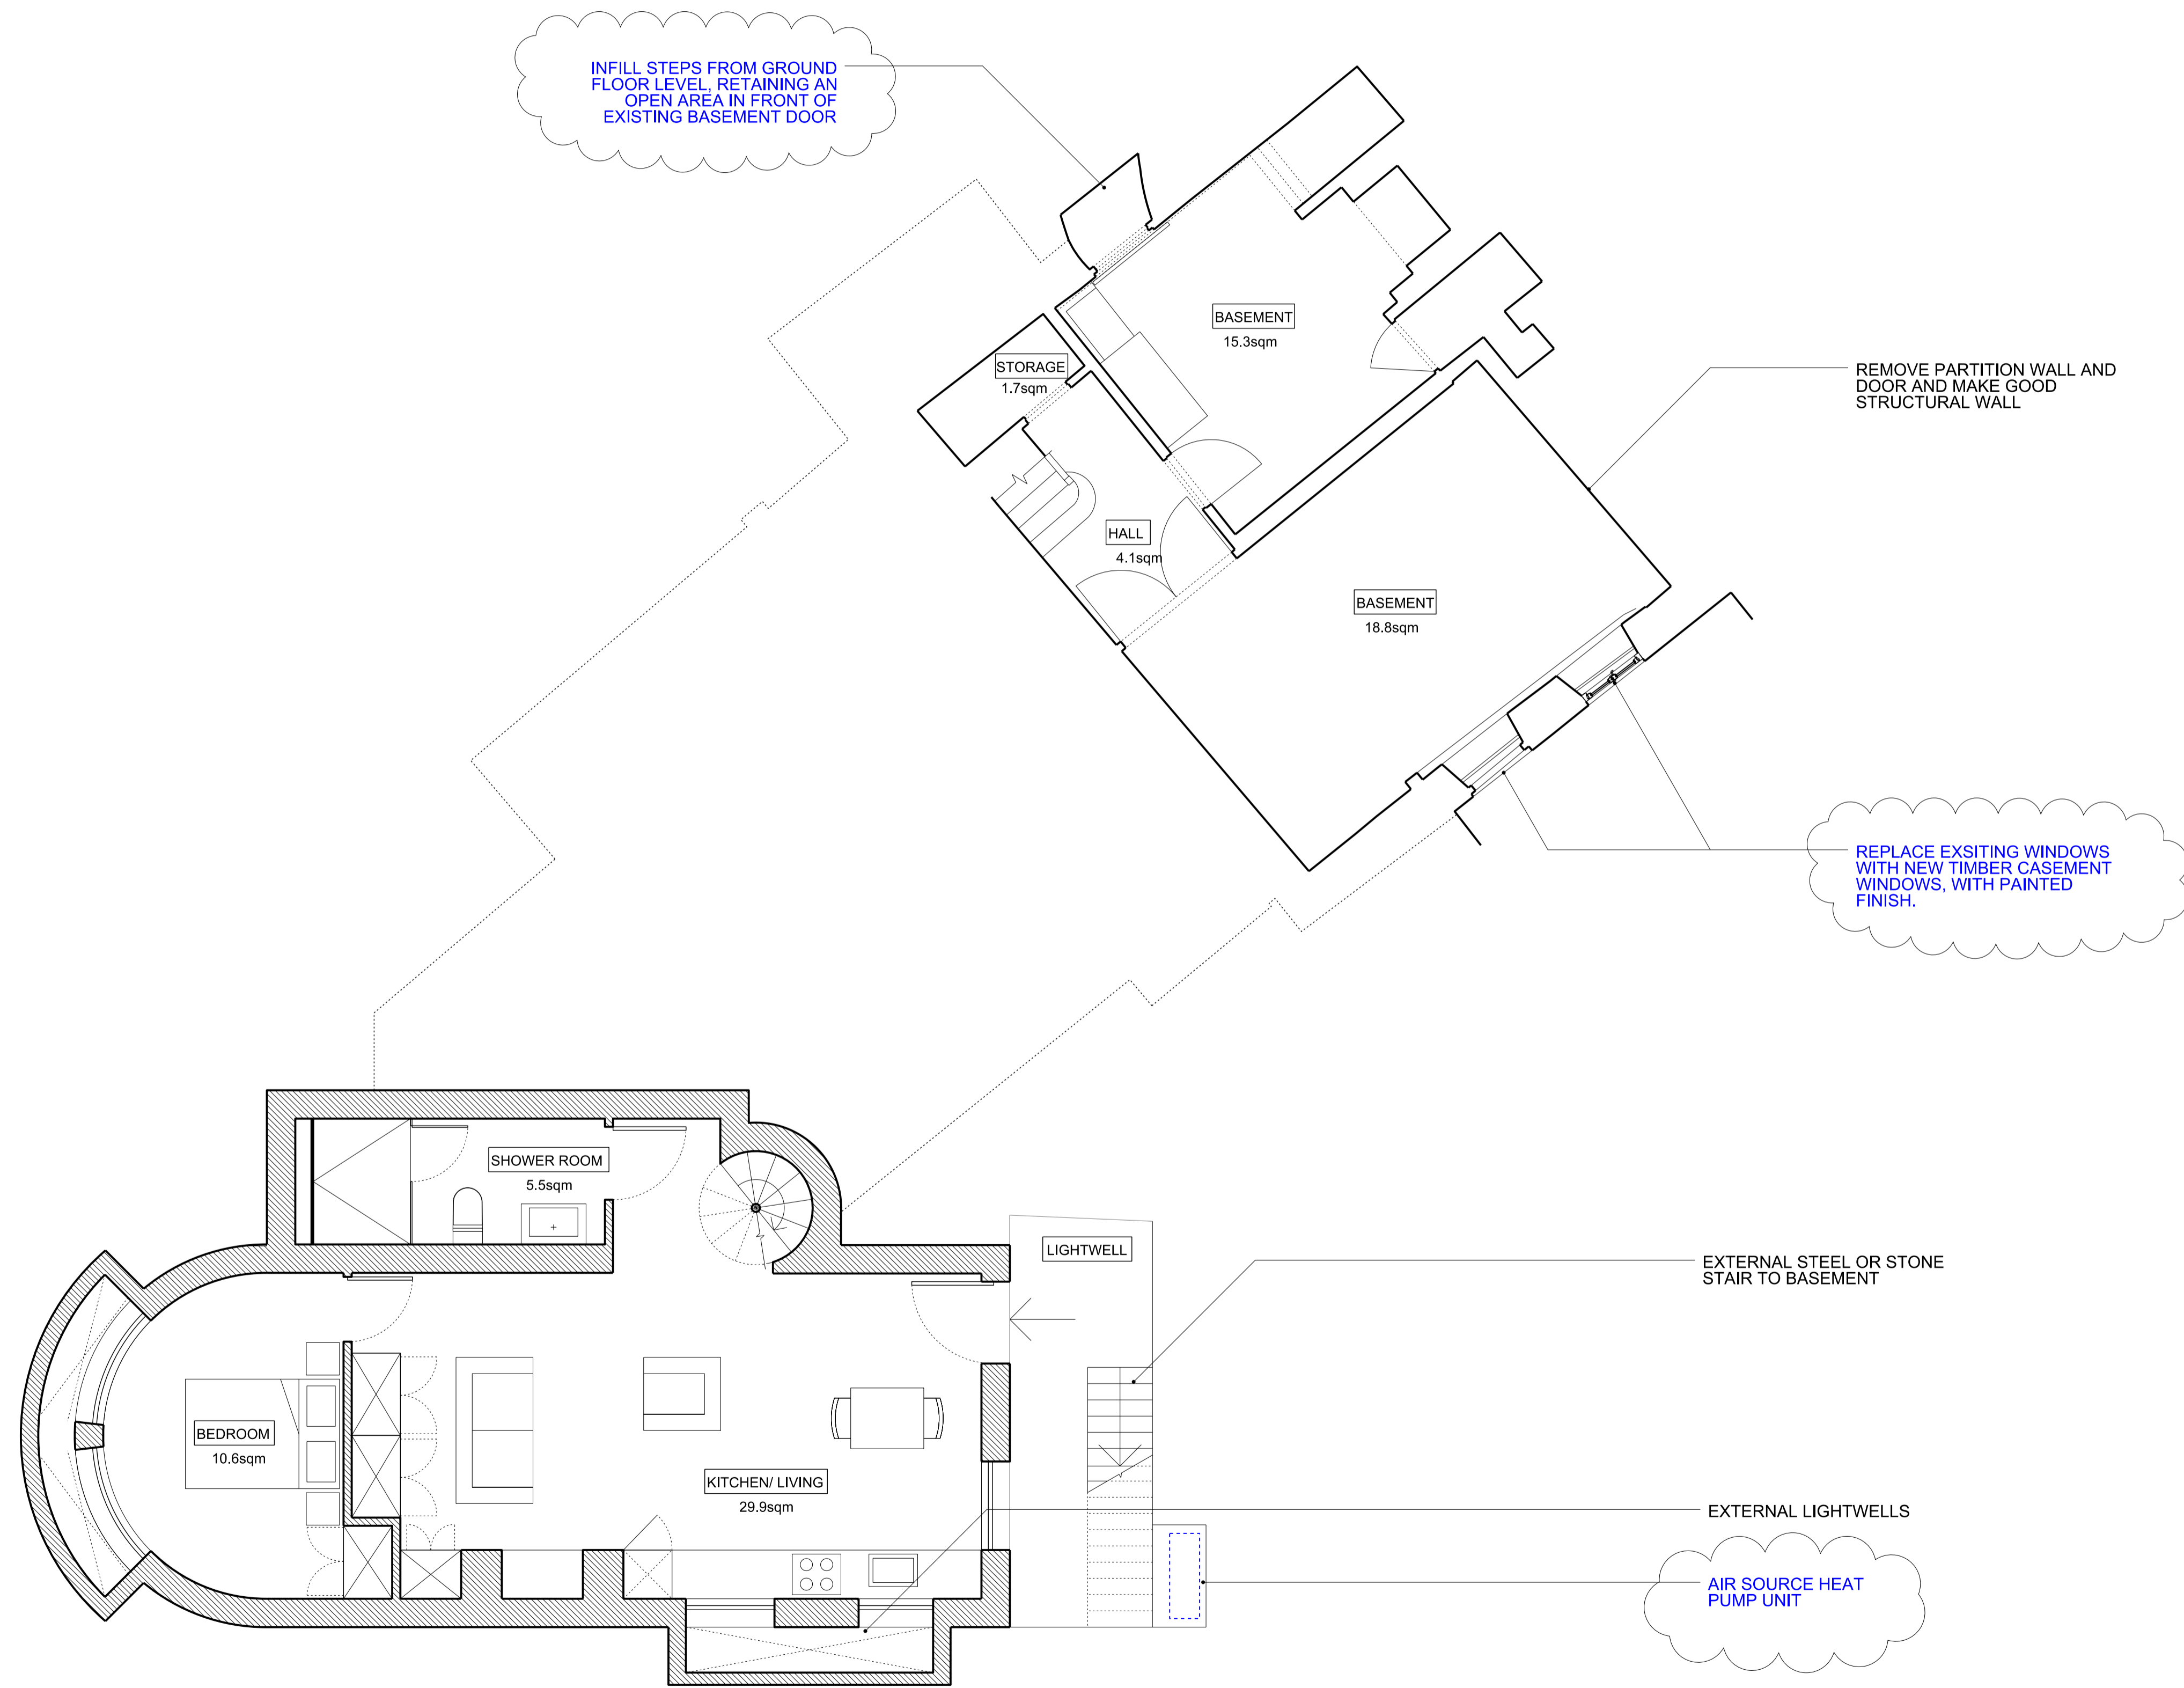 INFILL STEPS FROM GROUND
FLOOR LEVEL, RETAINING AN
OPEN AREA IN FRONT OF
EXISTING BASEMENT DOOR
BASEMENT
15.3sqm
STORAGE
1.7sqm
REMOVE PARTITION WALL AND
DOOR AND MAKE GOOD
STRUCTURAL WALL
HALL
4.1sqm
BASEMENT
18.8sqm
REPLACE EXSITING WINDOWS
WITH NEW TIMBER CASEMENT
WINDOWS, WITH PAINTED
FINISH.
SHOWER ROOM
5.5sqm
LIGHTWELL
EXTERNAL STEEL OR STONE
STAIR TO BASEMENT
BEDROOM
10.6sqm
KITCHEN/ LIVING
29.9sqm
EXTERNAL LIGHTWELLS
AIR SOURCE HEAT
PUMP UNIT